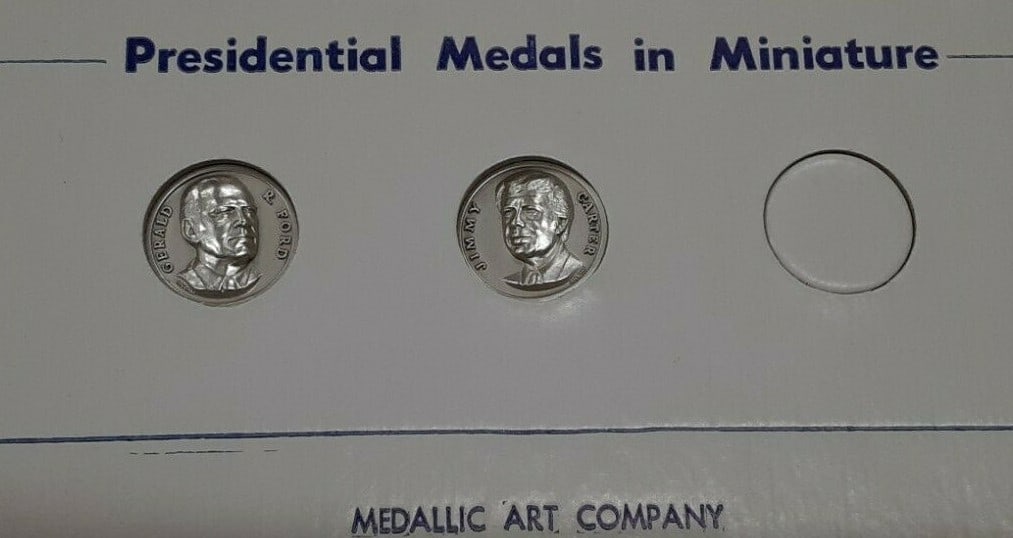 Presidential Medals in Miniature
GERALD R. FORD
JIMMY CARTER
MEDALLIC ART COMPANY